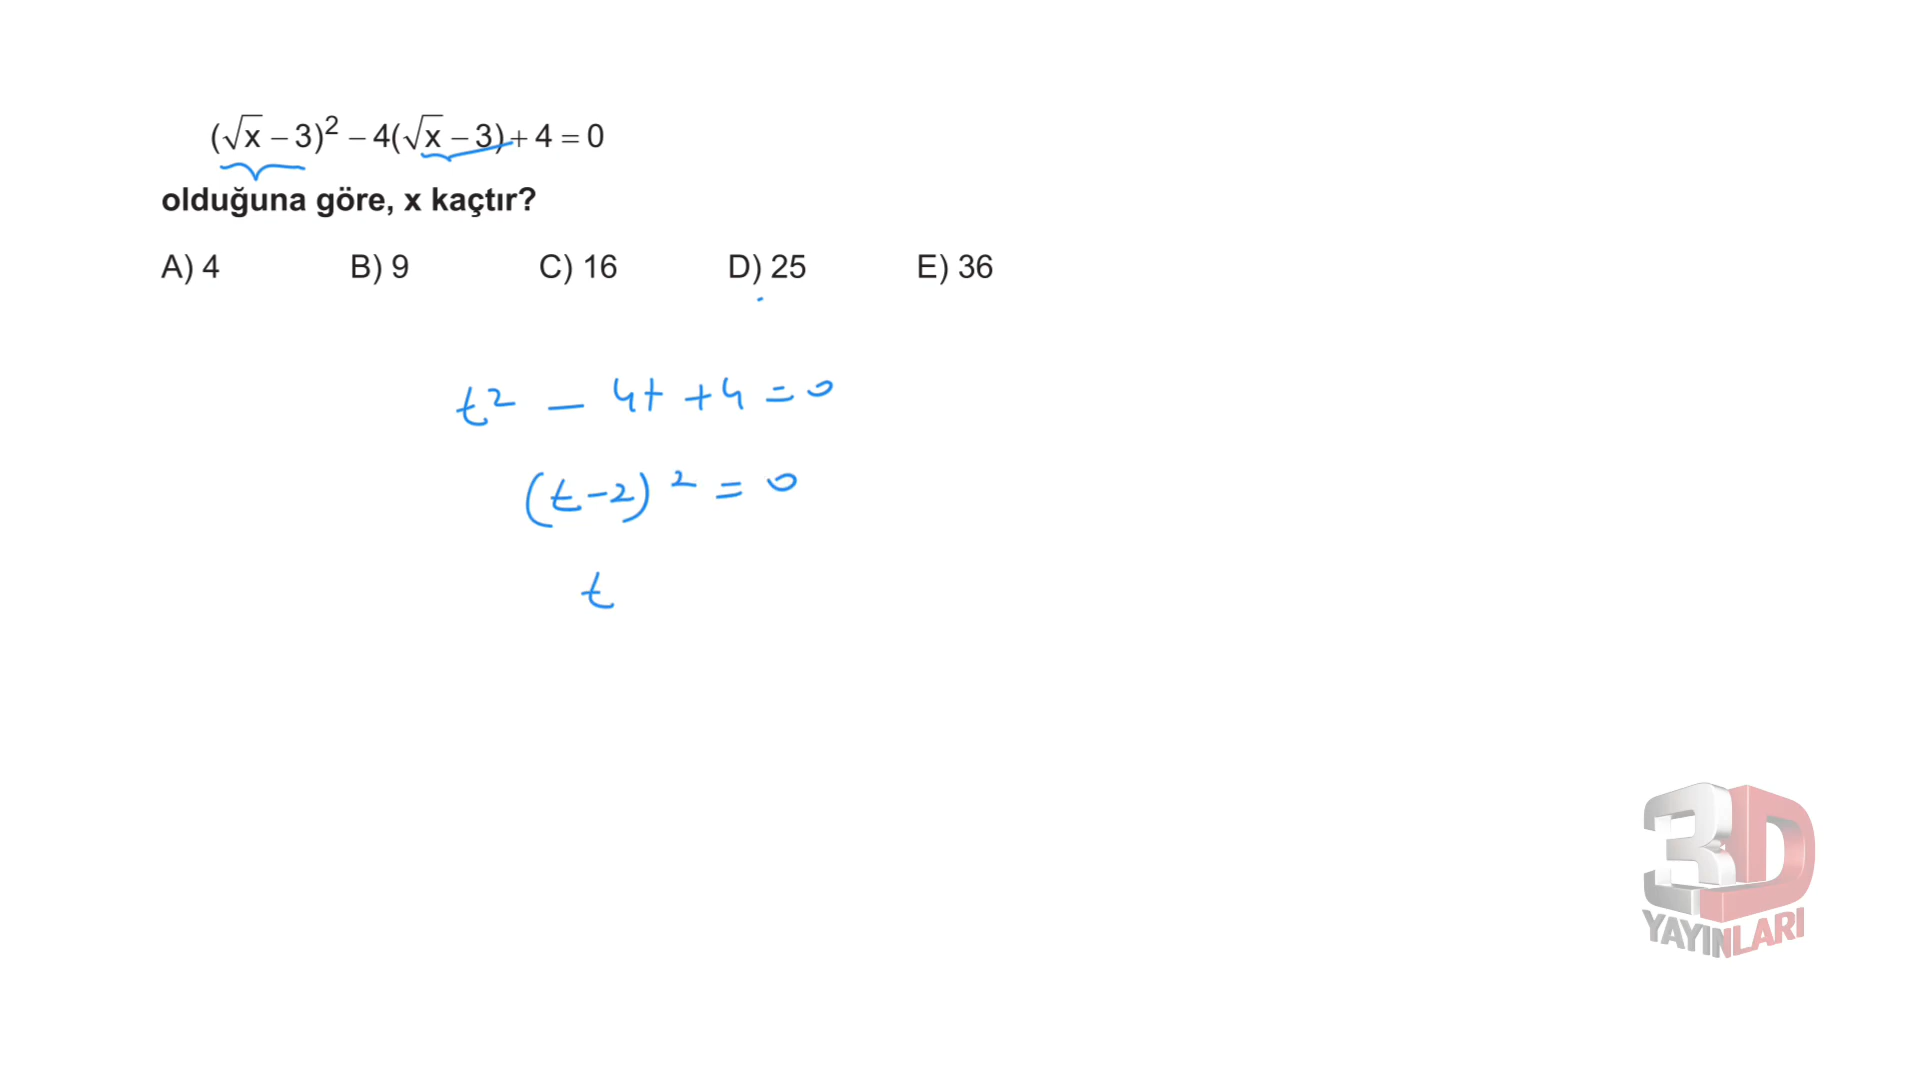 (√x − 3)² − 4(√x − 3) + 4 = 0
olduğuna göre, x kaçtır?
A) 4 B) 9 C) 16 D) 25 E) 36
t² − 4t + 4 = 0
(t−2)² = 0
t
3D
YAYINLARI